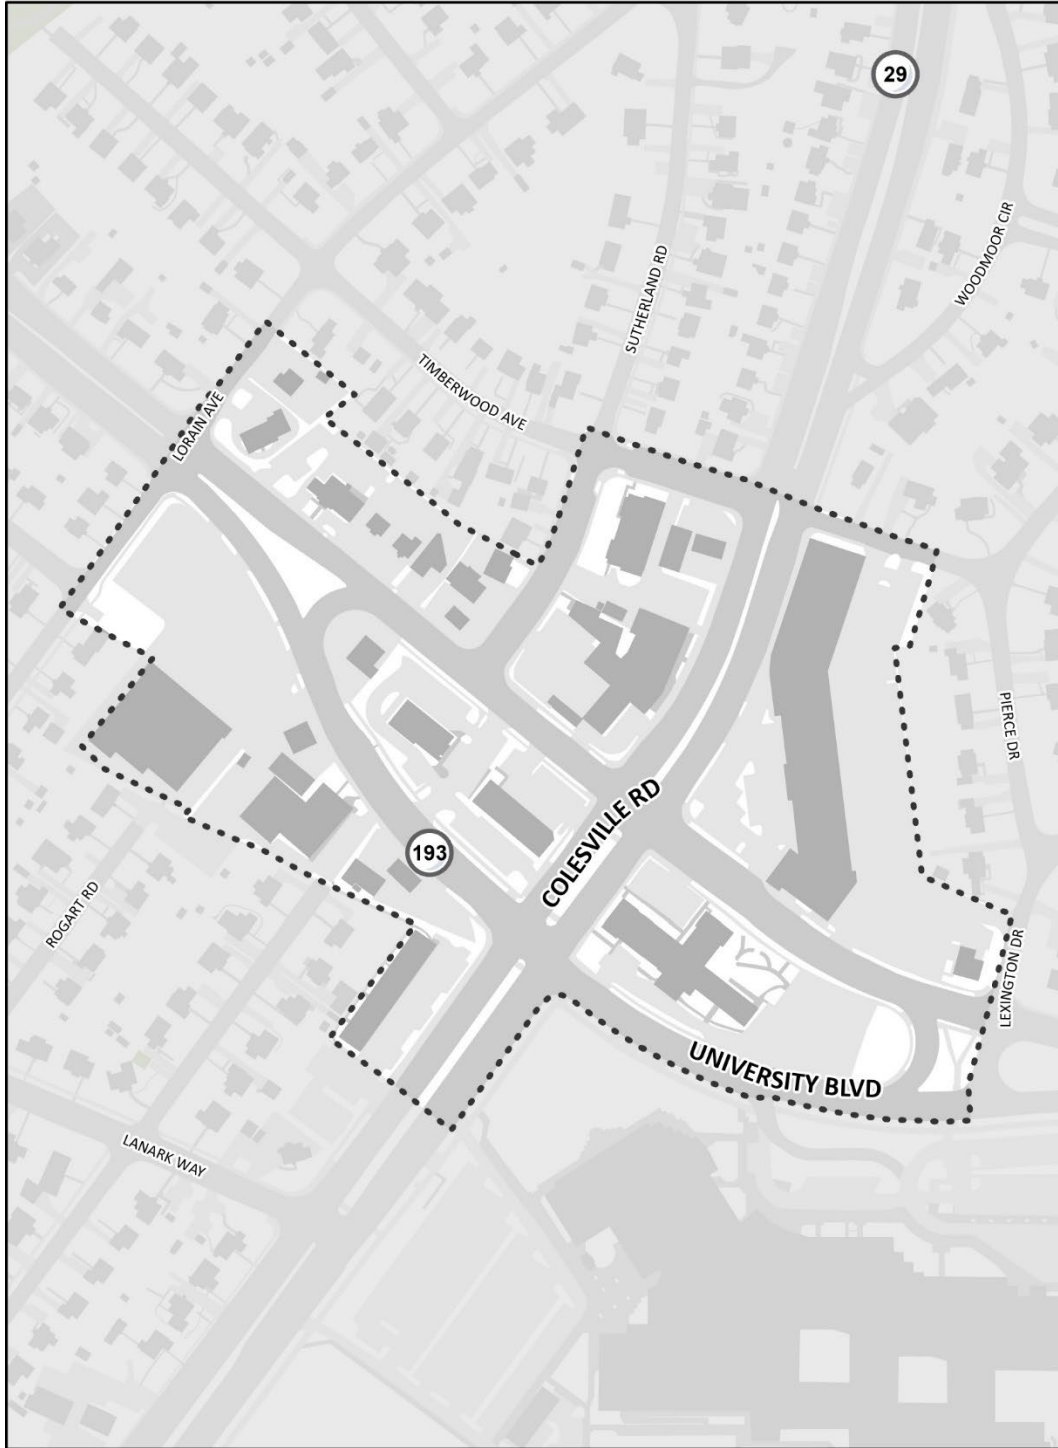 29
WOODMOOR CIR
SUTHERLAND RD
TIMBERWOOD AVE
LORAIN AVE
PIERCE DR
COLESVILLE RD
193
ROGART RD
LEXINGTON DR
UNIVERSITY BLVD
LANARK WAY